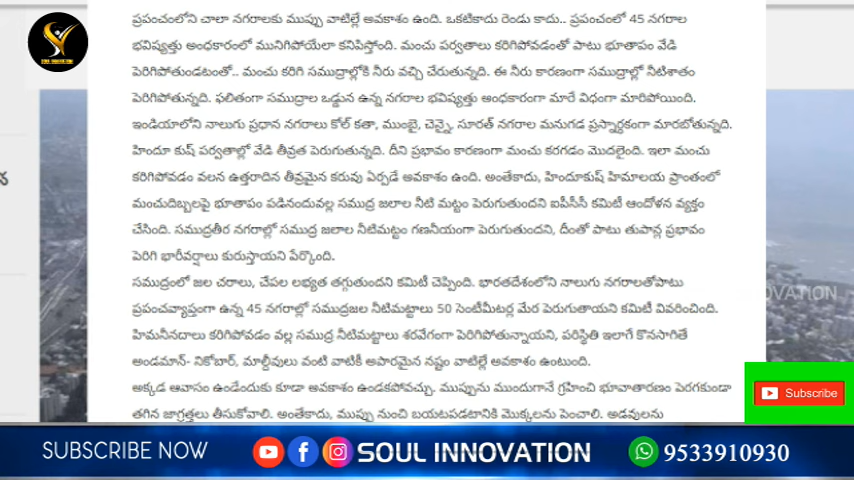 ప్రపంచంలోని చాలా నగరాలకు ముప్పు వాటిల్లే అవకాశం ఉంది. ఒకటికాదు రెండు కాదు.. ప్రపంచంలో 45 నగరాల
భవిష్యత్తు అంధకారంలో మునిగిపోయేలా కనిపిస్తోంది. మంచు పర్వతాలు కరిగిపోవడంతో పాటు భూతాపం వేడి
పెరిగిపోతుండటంతో.. మంచు కరిగి సముద్రాల్లోకి నీరు వచ్చి చేరుతున్నది. ఈ నీరు కారణంగా సముద్రాల్లో నీటిశాతం
పెరిగిపోతున్నది. ఫలితంగా సముద్రాల ఒడ్డున ఉన్న నగరాల భవిష్యత్తు అంధకారంగా మారే విధంగా మారిపోయింది.
ఇండియాలోని నాలుగు ప్రధాన నగరాలు కోల్ కతా, ముంబై, చెన్నై, సూరత్ నగరాల మనుగడ ప్రస్నార్ధకంగా మారబోతున్నది.
హిందూ కుష్ పర్వతాల్లో వేడి తీవ్రత పెరుగుతున్నది. దీని ప్రభావం కారణంగా మంచు కరగడం మొదలైంది. ఇలా మంచు
కరిగిపోవడం వలన ఉత్తరాదిన తీవ్రమైన కరువు ఏర్పడే అవకాశం ఉంది. అంతేకాదు, హిందూకుష్ హిమాలయ ప్రాంతంలో
మంచుదిబ్బలపై భూతాపం పడినందువల్ల సముద్ర జలాల నీటి మట్టం పెరుగుతుందని ఐపీసీసీ కమిటీ ఆందోళన వ్యక్తం
చేసింది. సముద్రతీర నగరాల్లో సముద్ర జలాల నీటిమట్టం గణనీయంగా పెరుగుతుందని, దీంతో పాటు తుపాన్ల ప్రభావం
పెరిగి భారీవర్షాలు కురుస్తాయని పేర్కొంది.
సముద్రంలో జల చరాలు, చేపల లభ్యత తగ్గుతుందని కమిటీ చెప్పింది. భారతదేశంలోని నాలుగు నగరాలతోపాటు
ప్రపంచవ్యాప్తంగా ఉన్న 45 నగరాల్లో సముద్రజల నీటిమట్టాలు 50 సెంటీమీటర్ల మేర పెరుగుతాయని కమిటీ వివరించింది.
హిమనీనదాలు కరిగిపోవడం వల్ల సముద్ర నీటిమట్టాలు శరవేగంగా పెరిగిపోతున్నాయని, పరిస్థితి ఇలాగే కొనసాగితే
అండమాన్- నికోబార్, మాల్దీవులు వంటి వాటికీ అపారమైన నష్టం వాటిల్లే అవకాశం ఉంటుంది.
అక్కడ ఆవాసం ఉండేందుకు కూడా అవకాశం ఉండకపోవచ్చు. ముప్పును ముందుగానే గ్రహించి భూవాతారణం పెరగకుండా
తగిన జాగ్రత్తలు తీసుకోవాలి. అంతేకాదు, ముప్పు నుంచి బయటపడటానికి మొక్కలను పెంచాలి. అడవులను
SOUL INNOVATION
Subscribe
SUBSCRIBE NOW SOUL INNOVATION 9533910930